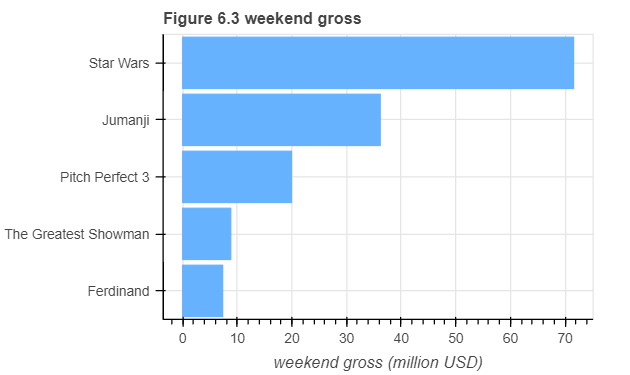 Figure 6.3 weekend gross
Star Wars
Jumanji
Pitch Perfect 3
The Greatest Showman
Ferdinand
0 10 20 30 40 50 60 70
weekend gross (million USD)